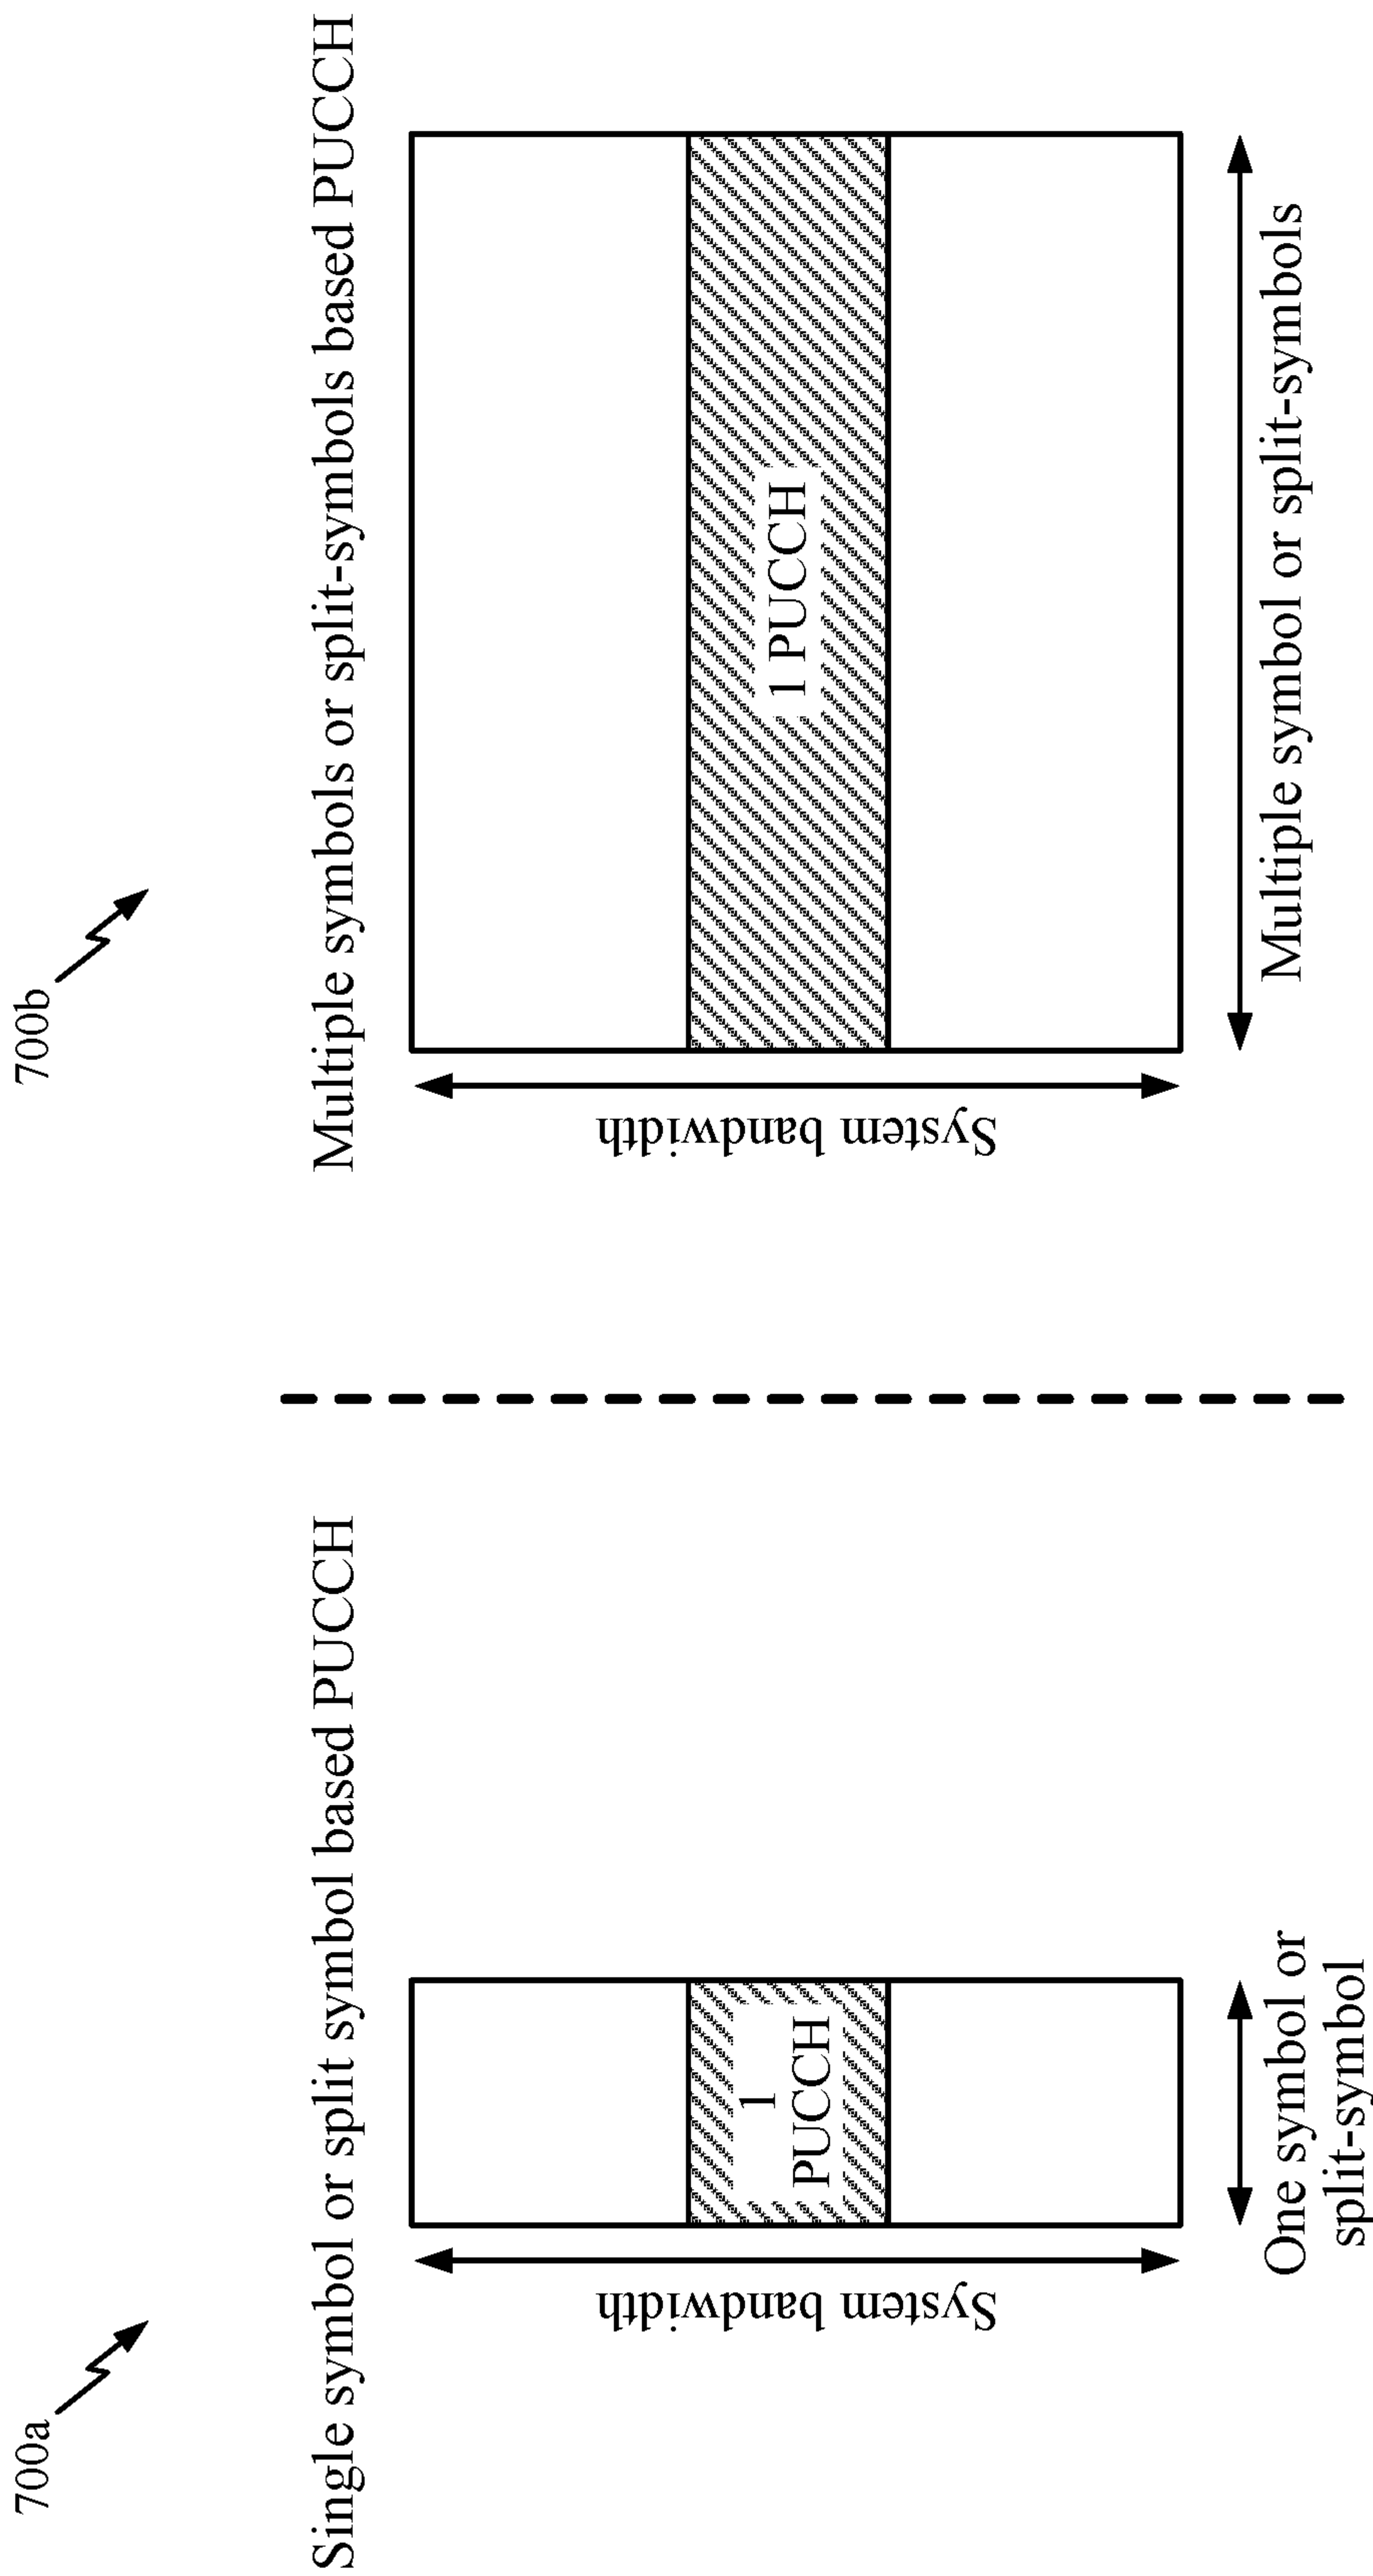 700a
Single symbol or split symbol based PUCCH
System bandwidth
1
PUCCH
One symbol or
split-symbol
700b
Multiple symbols or split-symbols based PUCCH
System bandwidth
1 PUCCH
Multiple symbol or split-symbols